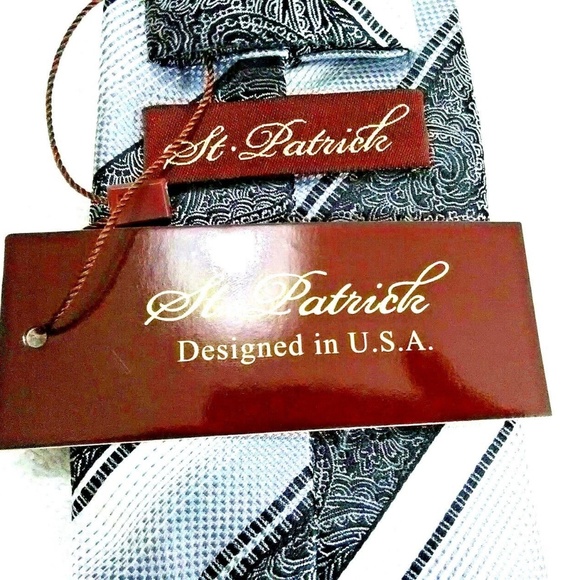 St. Patrick
St. Patrick
Designed in U.S.A.